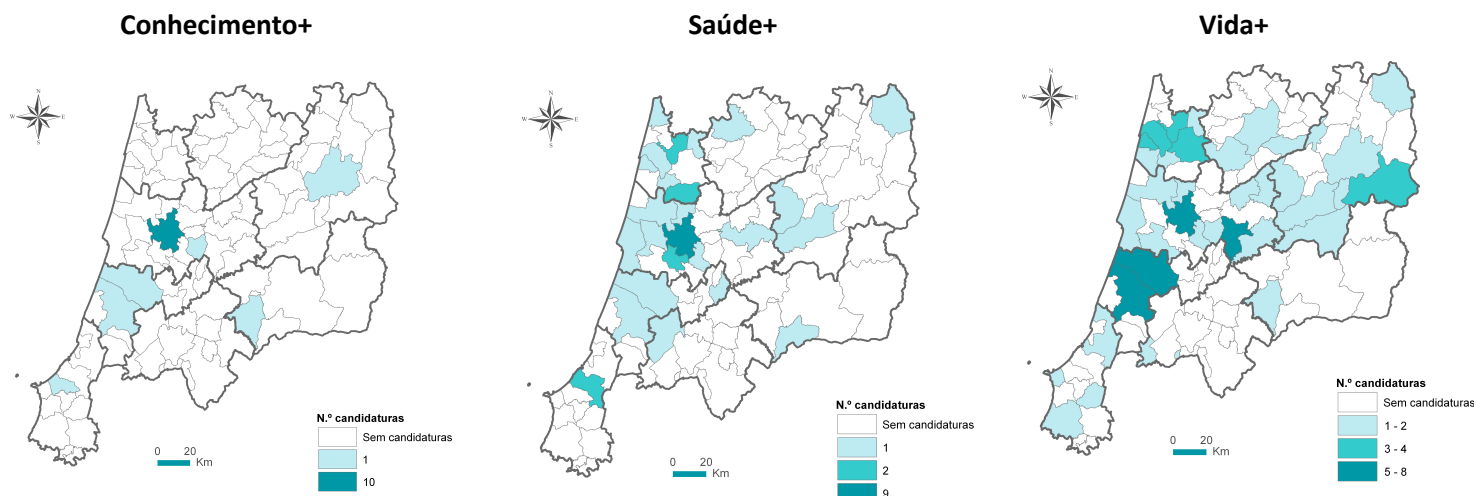 Conhecimento+
N
W E
S
N.º candidaturas
Sem candidaturas
1
10
0 20
Km
Saúde+
N
W E
S
N.º candidaturas
Sem candidaturas
1
2
9
0 20
Km
Vida+
N
W E
S
N.º candidaturas
Sem candidaturas
1 - 2
3 - 4
5 - 8
0 20
Km